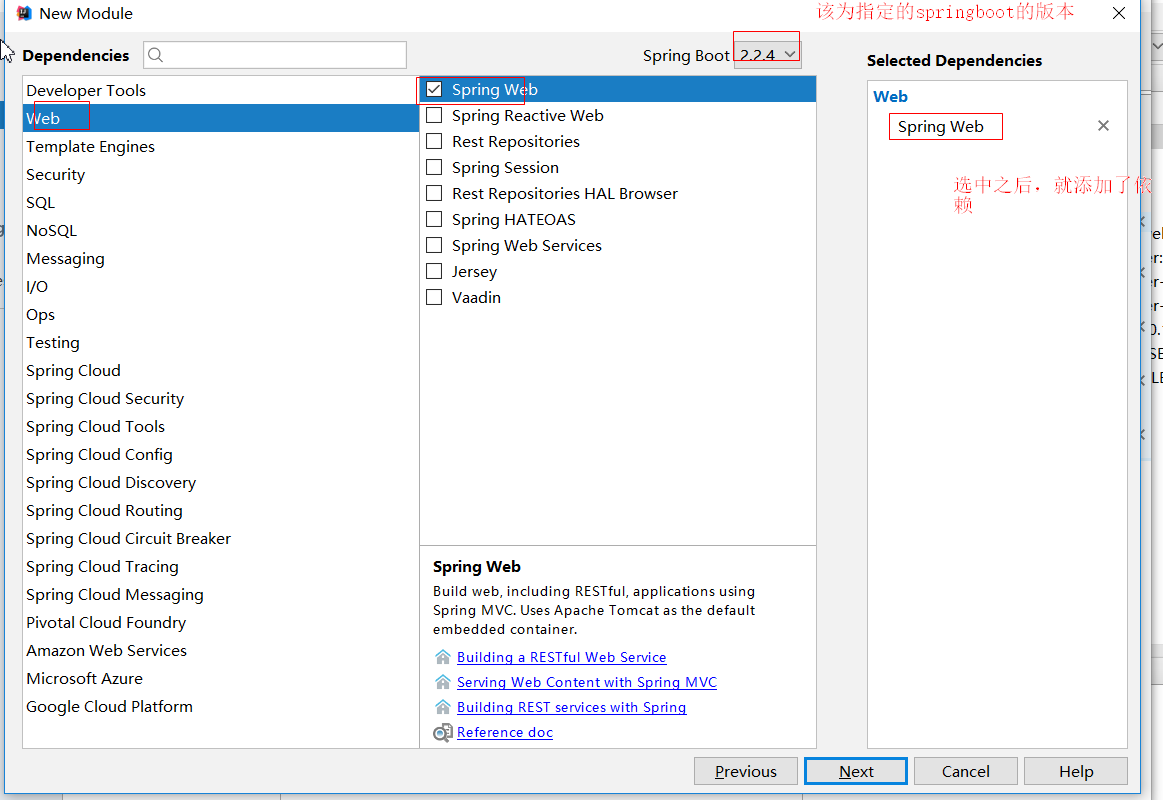 New Module
该为指定的springboot的版本
Dependencies
Spring Boot 2.2.4
Selected Dependencies
Developer Tools
Web
Template Engines
Security
SQL
NoSQL
Messaging
I/O
Ops
Testing
Spring Cloud
Spring Cloud Security
Spring Cloud Tools
Spring Cloud Config
Spring Cloud Discovery
Spring Cloud Routing
Spring Cloud Circuit Breaker
Spring Cloud Tracing
Spring Cloud Messaging
Pivotal Cloud Foundry
Amazon Web Services
Microsoft Azure
Google Cloud Platform
Spring Web
Spring Reactive Web
Rest Repositories
Spring Session
Rest Repositories HAL Browser
Spring HATEOAS
Spring Web Services
Jersey
Vaadin
Spring Web
Build web, including RESTful, applications using
Spring MVC. Uses Apache Tomcat as the default
embedded container.
Building a RESTful Web Service
Serving Web Content with Spring MVC
Building REST services with Spring
Reference doc
Web
Spring Web
选中之后．就添加了依
赖
Previous
Next
Cancel
Help